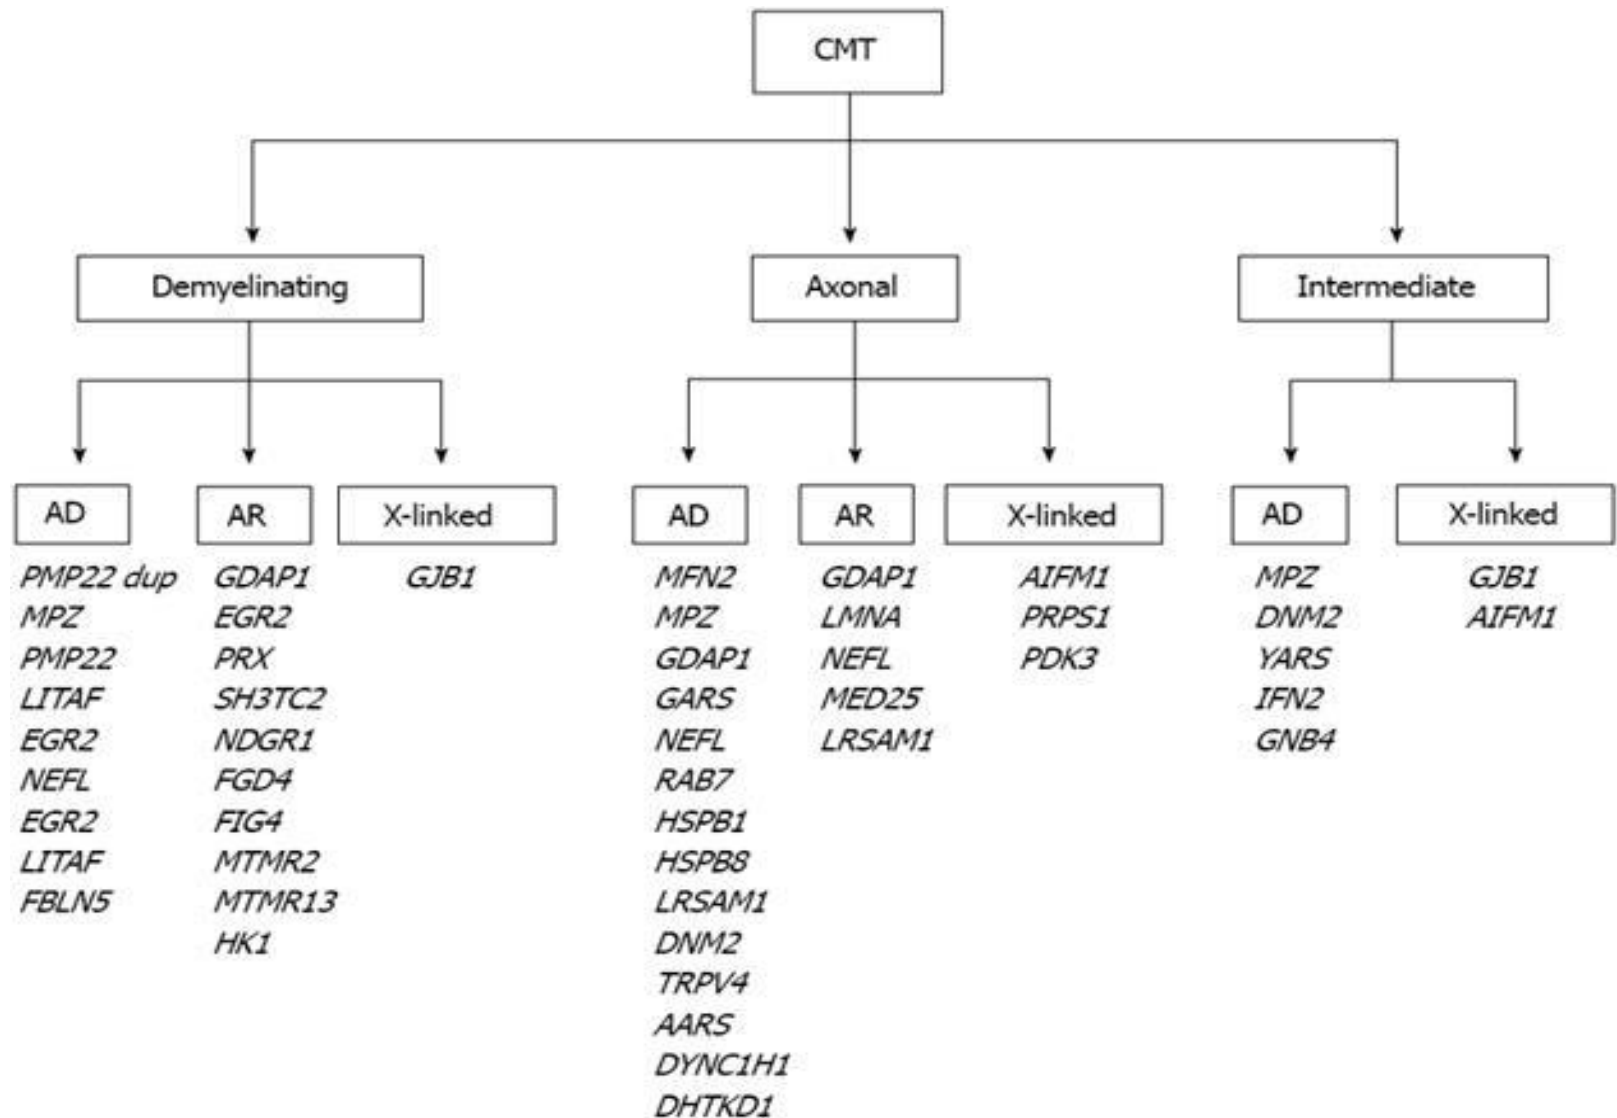 CMT
Demyelinating
Axonal
Intermediate
AD
AR
X-linked
AD
AR
X-linked
AD
X-linked
PMP22 dup
MPZ
PMP22
LITAF
EGR2
NEFL
EGR2
LITAF
FBLN5
GDAP1
EGR2
PRX
SH3TC2
NDGR1
FGD4
FIG4
MTMR2
MTMR13
HK1
GJB1
MFN2
MPZ
GDAP1
GARS
NEFL
RAB7
HSPB1
HSPB8
LRSAM1
DNM2
TRPV4
AARS
DYNC1H1
DHTKD1
GDAP1
LMNA
NEFL
MED25
LRSAM1
AIFM1
PRPS1
PDK3
MPZ
DNM2
YARS
IFN2
GNB4
GJB1
AIFM1